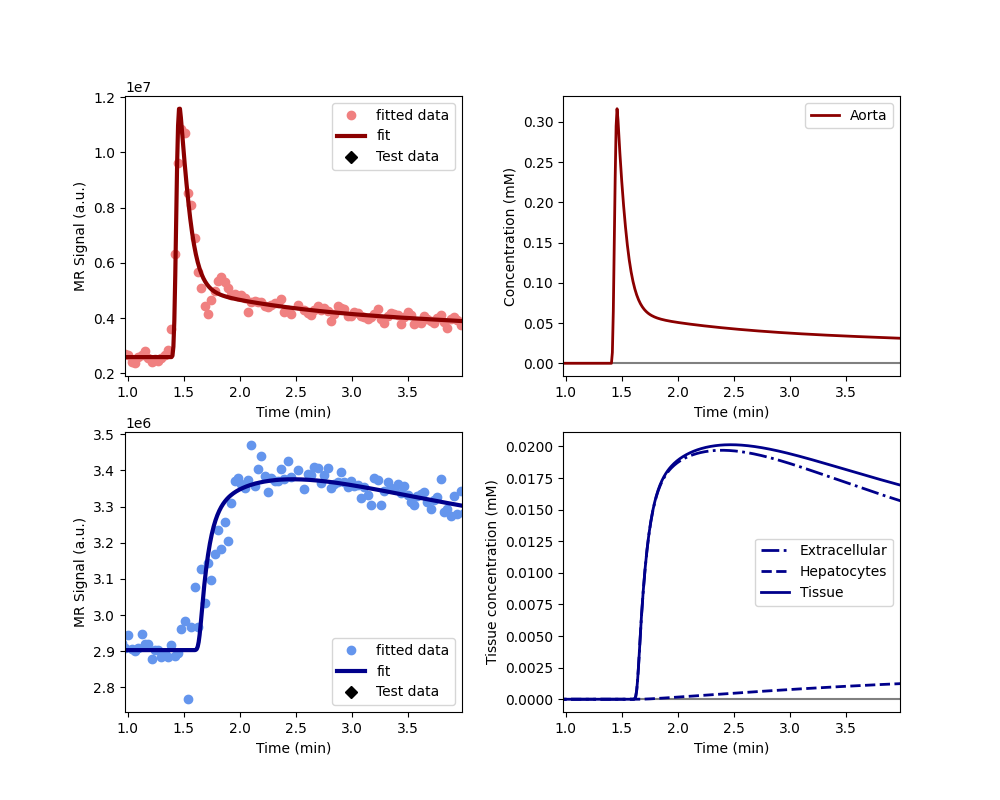 1e7
1.2
1.0
0.8
0.6
0.4
0.2
MR Signal (a.u.)
fitted data
fit
Test data
1.0 1.5 2.0 2.5 3.0 3.5
Time (min)
0.30
0.25
0.20
0.15
0.10
0.05
0.00
Concentration (mM)
Aorta
1.0 1.5 2.0 2.5 3.0 3.5
Time (min)
1e6
3.5
3.4
3.3
3.2
3.1
3.0
2.9
2.8
MR Signal (a.u.)
fitted data
fit
Test data
1.0 1.5 2.0 2.5 3.0 3.5
Time (min)
0.0200
0.0175
0.0150
0.0125
0.0100
0.0075
0.0050
0.0025
0.0000
Tissue concentration (mM)
Extracellular
Hepatocytes
Tissue
1.0 1.5 2.0 2.5 3.0 3.5
Time (min)